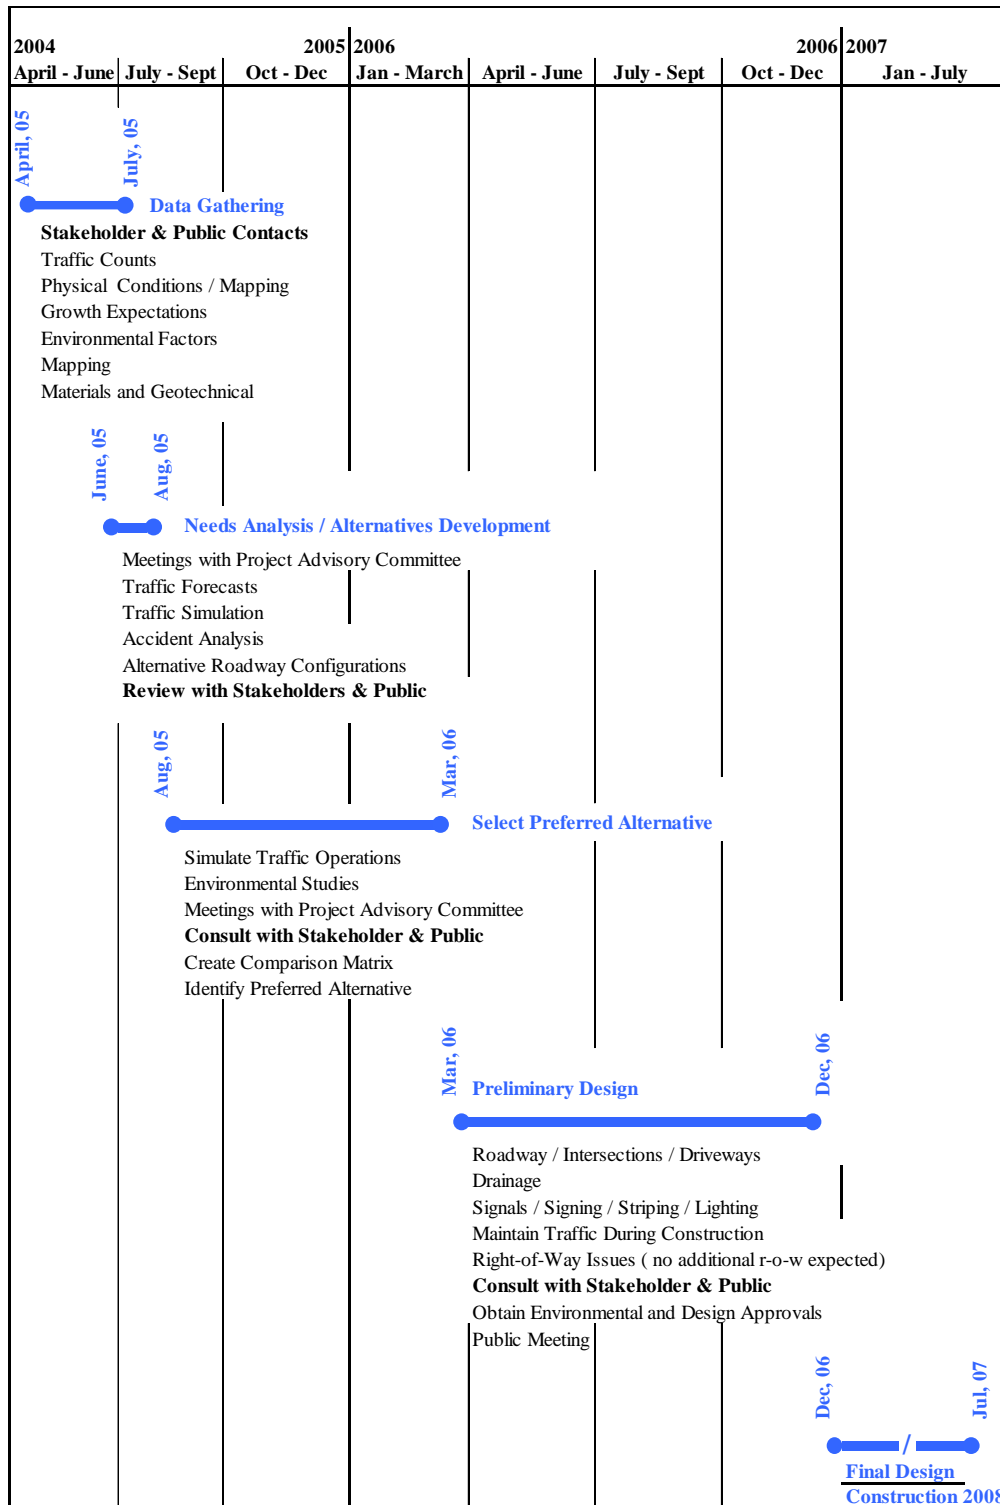 2004 2005 2006 2006 2007
April - June July - Sept Oct - Dec Jan - March April - June July - Sept Oct - Dec Jan - July
April, 05 July, 05
Data Gathering
Stakeholder & Public Contacts
Traffic Counts
Physical Conditions / Mapping
Growth Expectations
Environmental Factors
Mapping
Materials and Geotechnical
June, 05 Aug, 05
Needs Analysis / Alternatives Development
Meetings with Project Advisory Committee
Traffic Forecasts
Traffic Simulation
Accident Analysis
Alternative Roadway Configurations
Review with Stakeholders & Public
Aug, 05 Mar, 06
Select Preferred Alternative
Simulate Traffic Operations
Environmental Studies
Meetings with Project Advisory Committee
Consult with Stakeholder & Public
Create Comparison Matrix
Identify Preferred Alternative
Mar, 06 Dec, 06
Preliminary Design
Roadway / Intersections / Driveways
Drainage
Signals / Signing / Striping / Lighting
Maintain Traffic During Construction
Right-of-Way Issues ( no additional r-o-w expected)
Consult with Stakeholder & Public
Obtain Environmental and Design Approvals
Public Meeting
Dec, 06 Jul, 07
/
Final Design
Construction 2008